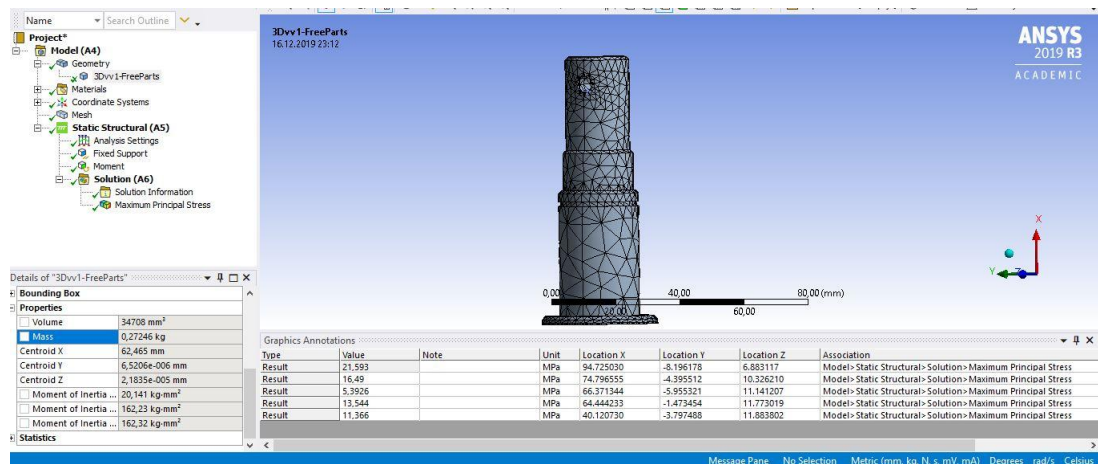 Name Search Outline
Project*
Model (A4)
Geometry
3Dvv1-FreeParts
Materials
Coordinate Systems
Mesh
Static Structural (A5)
Analysis Settings
Fixed Support
Moment
Solution (A6)
Solution Information
Maximum Principal Stress
Details of "3Dvv1-FreeParts"
Bounding Box
Properties
Volume 34708 mm³
Mass 0,27246 kg
Centroid X 62,465 mm
Centroid Y 6,5206e-006 mm
Centroid Z 2,1835e-005 mm
Moment of Inertia ... 20,141 kg·mm²
Moment of Inertia ... 162,23 kg·mm²
Moment of Inertia ... 162,32 kg·mm²
Statistics
3Dvv1-FreeParts
16.12.2019 23:12
ANSYS
2019 R3
ACADEMIC
X
Y Z
0,00 40,00 80,00 (mm)
20,00 60,00
Graphics Annotations
Type Value Note Unit Location X Location Y Location Z Association
Result 21,593 MPa 94.725030 -8.196178 6.883117 Model>Static Structural>Solution>Maximum Principal Stress
Result 16,49 MPa 74.796555 -4.395512 10.326210 Model>Static Structural>Solution>Maximum Principal Stress
Result 5,3926 MPa 66.371344 -5.955321 11.141207 Model>Static Structural>Solution>Maximum Principal Stress
Result 13,544 MPa 64.444233 -1.473454 11.773019 Model>Static Structural>Solution>Maximum Principal Stress
Result 11,366 MPa 40.120730 -3.797488 11.883802 Model>Static Structural>Solution>Maximum Principal Stress
Message Pane No Selection Metric (mm, kg, N, s, mV, mA) Degrees rad/s Celsius